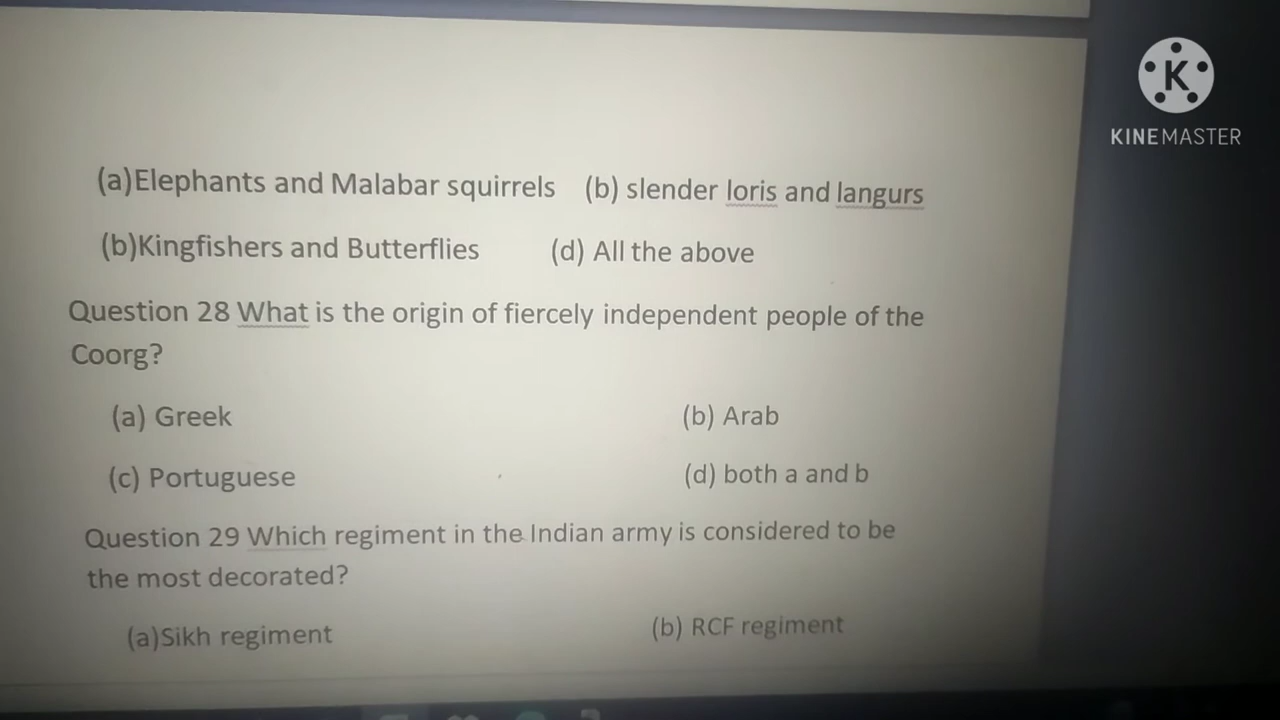 K
KINEMASTER
(a)Elephants and Malabar squirrels (b) slender loris and langurs
(b)Kingfishers and Butterflies (d) All the above
Question 28 What is the origin of fiercely independent people of the
Coorg?
(a) Greek (b) Arab
(c) Portuguese (d) both a and b
Question 29 Which regiment in the Indian army is considered to be
the most decorated?
(a)Sikh regiment (b) RCF regiment